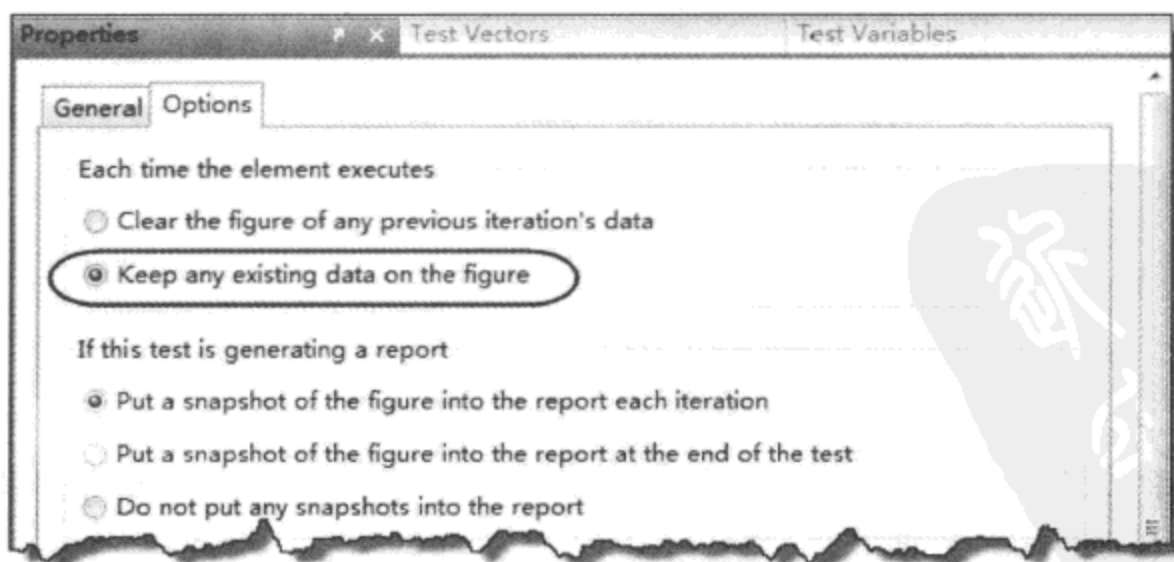 Properties Test Vectors Test Variables
General Options
Each time the element executes
Clear the figure of any previous iteration's data
Keep any existing data on the figure
If this test is generating a report
Put a snapshot of the figure into the report each iteration
Put a snapshot of the figure into the report at the end of the test
Do not put any snapshots into the report